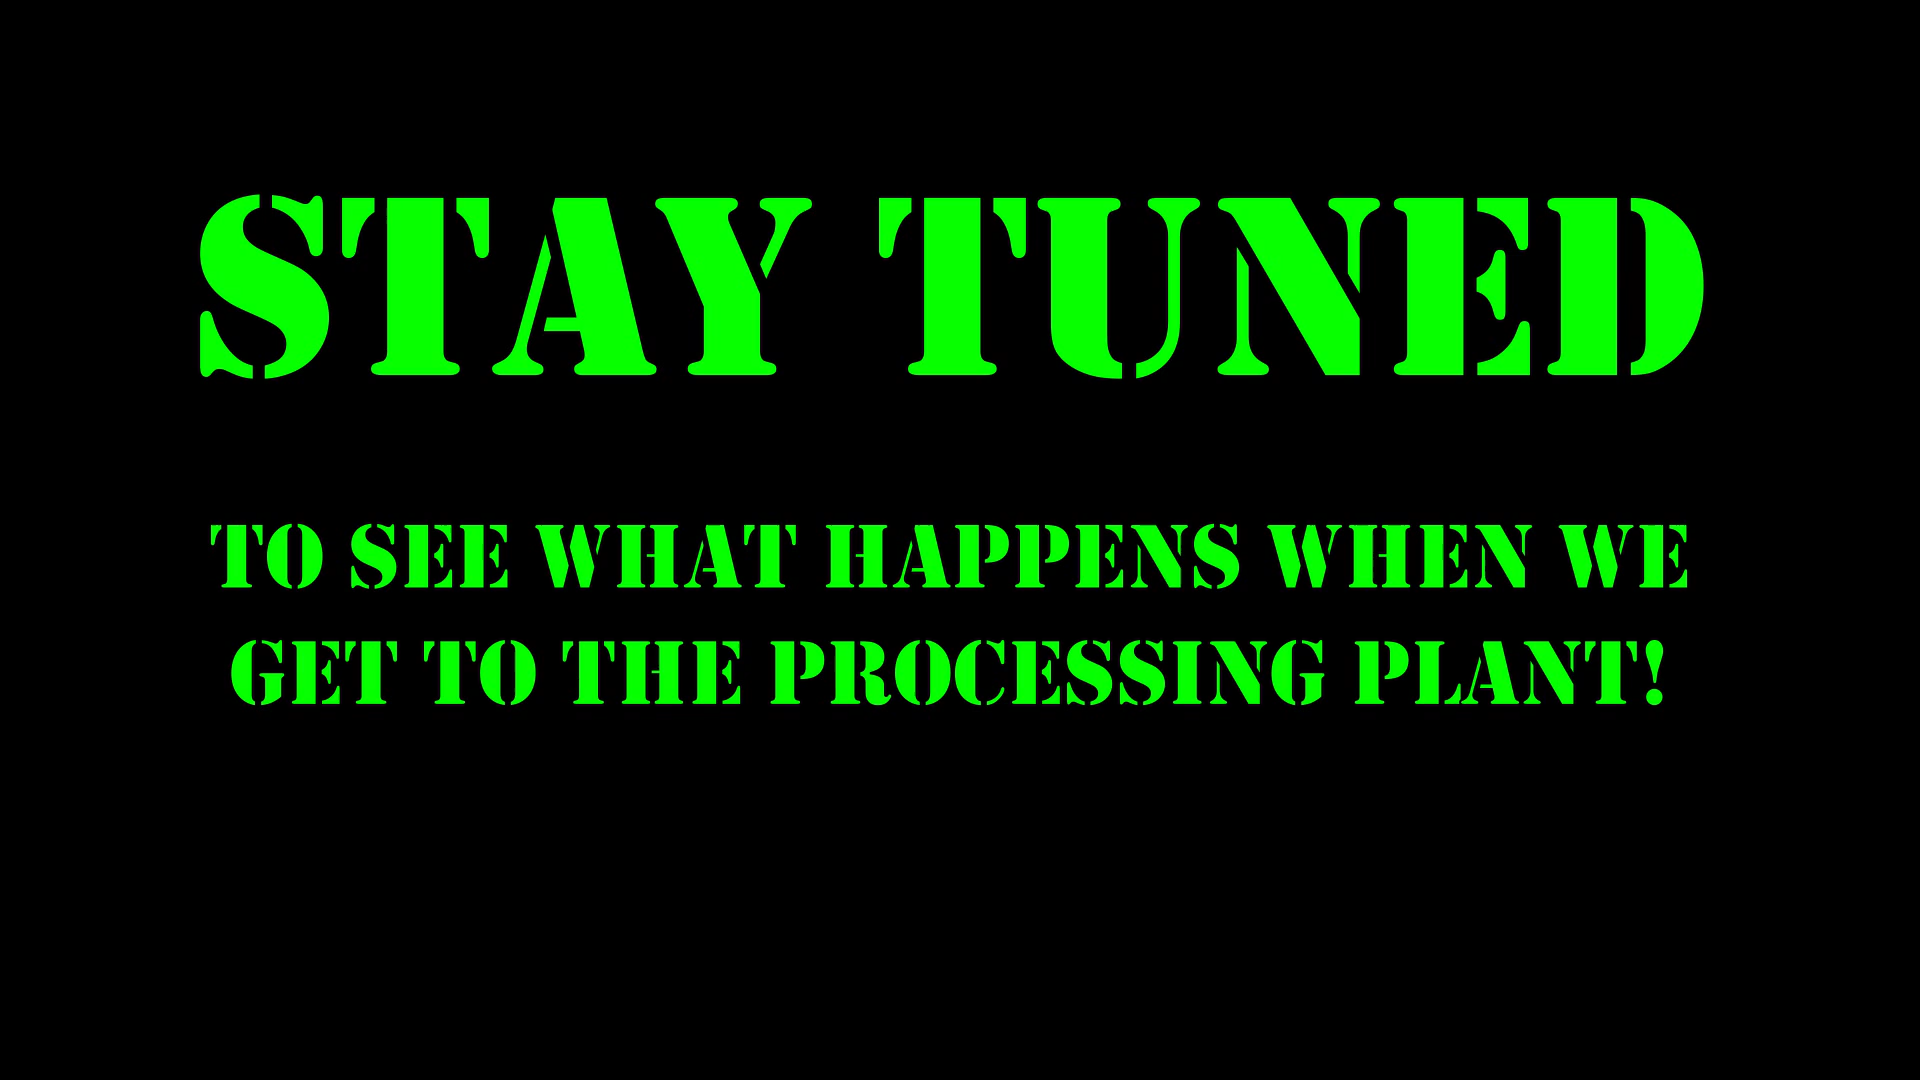 STAY TUNED
TO SEE WHAT HAPPENS WHEN WE
GET TO THE PROCESSING PLANT!